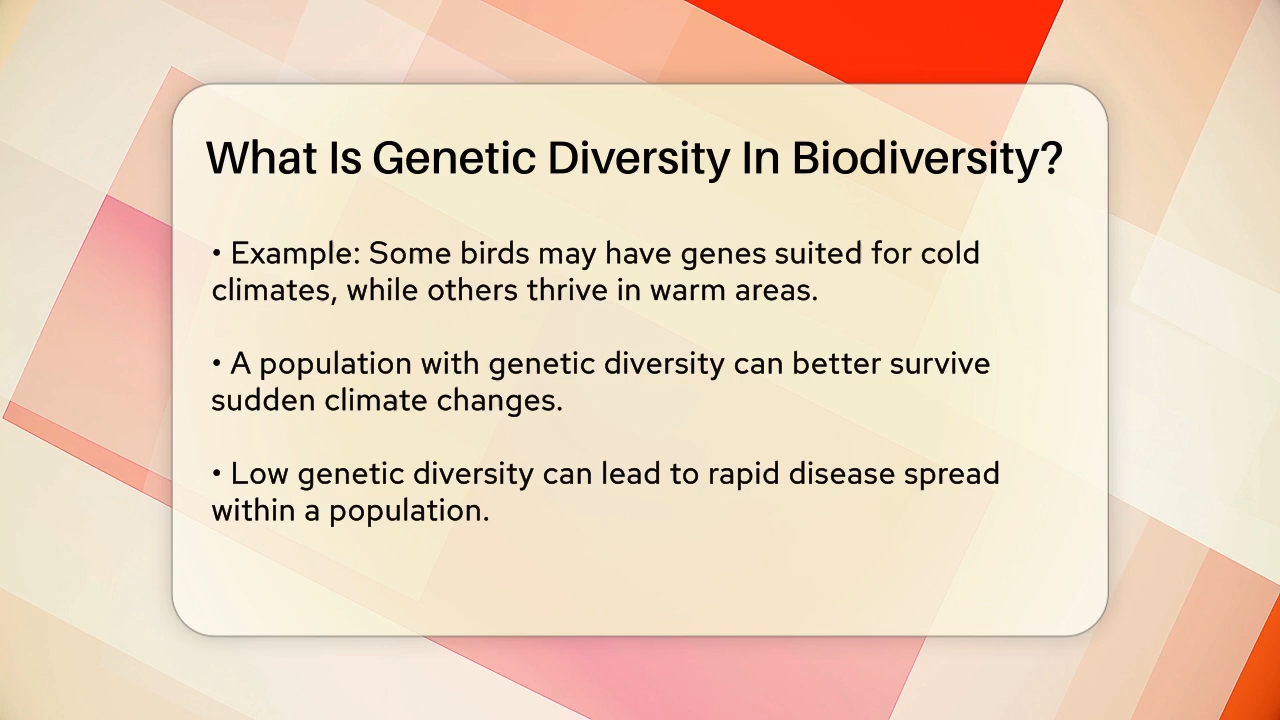 What Is Genetic Diversity In Biodiversity?
• Example: Some birds may have genes suited for cold
climates, while others thrive in warm areas.
• A population with genetic diversity can better survive
sudden climate changes.
• Low genetic diversity can lead to rapid disease spread
within a population.